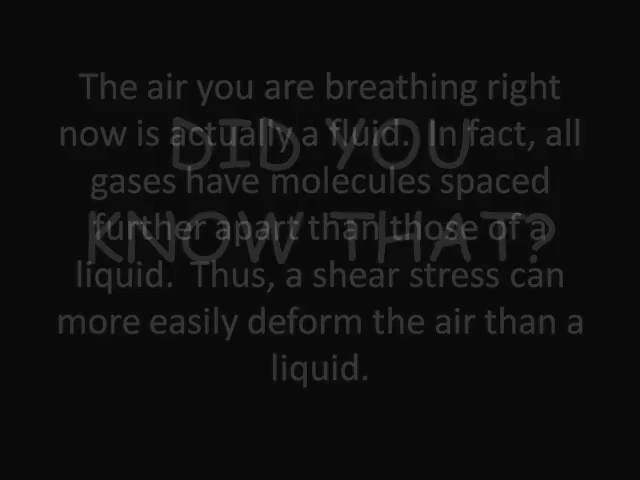 DID YOU
KNOW THAT?
The air you are breathing right
now is actually a fluid.  In fact, all
gases have molecules spaced
further apart than those of a
liquid.  Thus, a shear stress can
more easily deform the air than a
liquid.